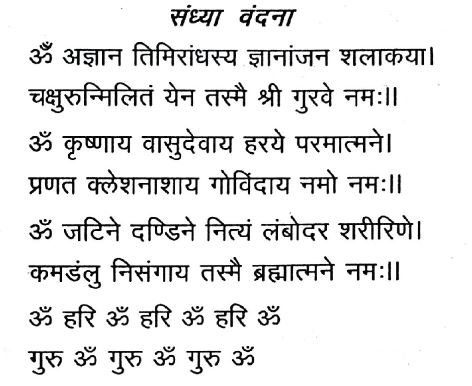 संध्या वंदना
ॐ अज्ञान तिमिरांधस्य ज्ञानांजन शलाकया।
चक्षुरुन्मिलितं येन तस्मै श्री गुरवे नमः॥
ॐ कृष्णाय वासुदेवाय हरये परमात्मने।
प्रणत क्लेशनाशाय गोविंदाय नमो नमः॥
ॐ जटिने दण्डिने नित्यं लंबोदर शरीरिणे।
कमडंलु निसंगाय तस्मै ब्रह्मात्मने नमः॥
ॐ हरि ॐ हरि ॐ हरि ॐ
गुरु ॐ गुरु ॐ गुरु ॐ